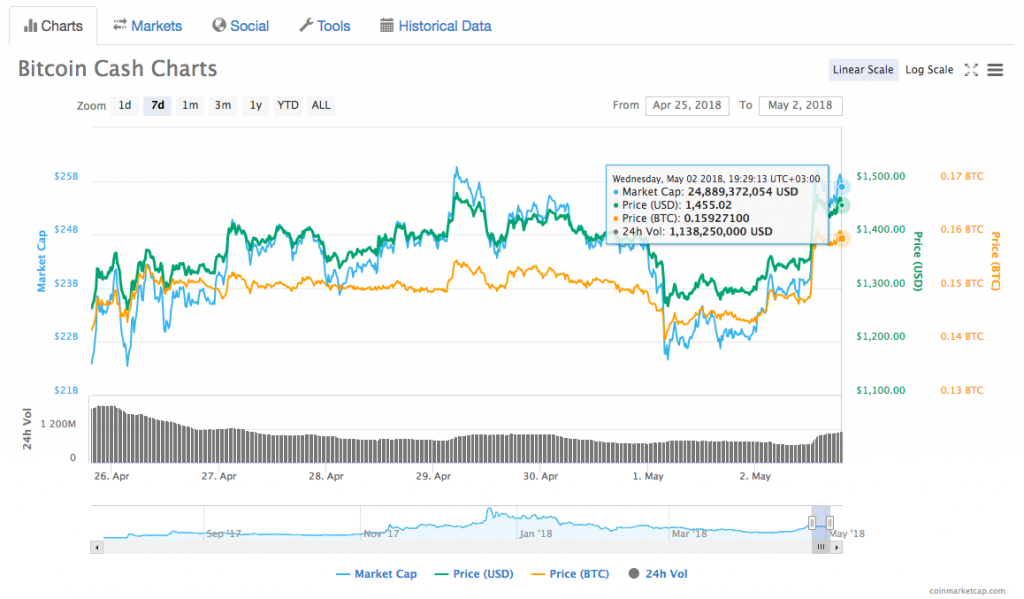 Charts Markets Social Tools Historical Data
Bitcoin Cash Charts
Linear Scale Log Scale
Zoom 1d 7d 1m 3m 1y YTD ALL From Apr 25, 2018 To May 2, 2018
Wednesday, May 02 2018, 19:29:13 UTC+03:00
Market Cap: 24,889,372,054 USD
Price (USD): 1,455.02
Price (BTC): 0.15927100
24h Vol: 1,138,250,000 USD
$25B $1,500.00 0.17 BTC
$24B $1,400.00 0.16 BTC
$23B $1,300.00 0.15 BTC
$22B $1,200.00 0.14 BTC
$21B $1,100.00 0.13 BTC
Market Cap
Price (USD)
Price (BTC)
24h Vol
1 200M
0
26. Apr 27. Apr 28. Apr 29. Apr 30. Apr 1. May 2. May
Sep '17 Nov '17 Jan '18 Mar '18 May '18
Market Cap Price (USD) Price (BTC) 24h Vol
coinmarketcap.com